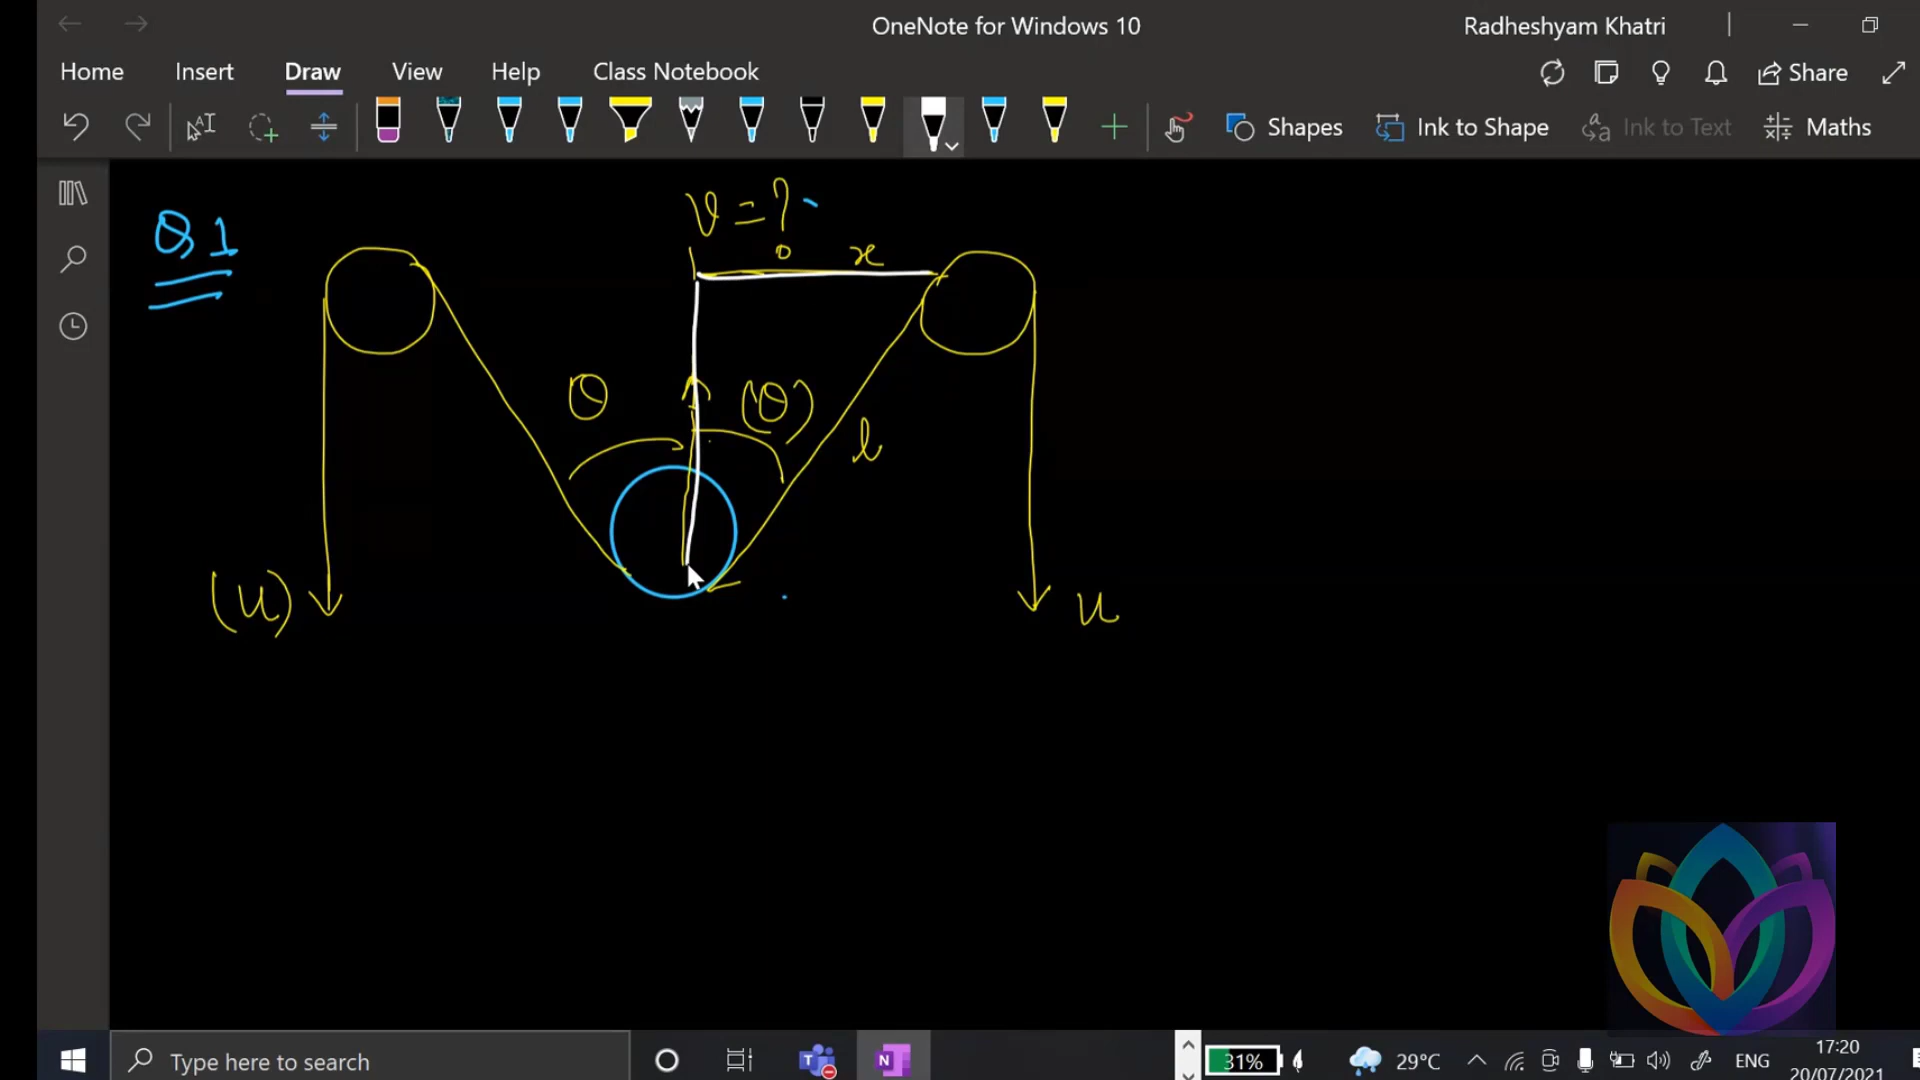 OneNote for Windows 10
Radheshyam Khatri
Home Insert Draw View Help Class Notebook
Share
Shapes Ink to Shape Ink to Text Maths
Q1
v = ?
x
θ (θ)
l
(u) u
Type here to search
31% 29°C ENG
17:20
20/07/2021